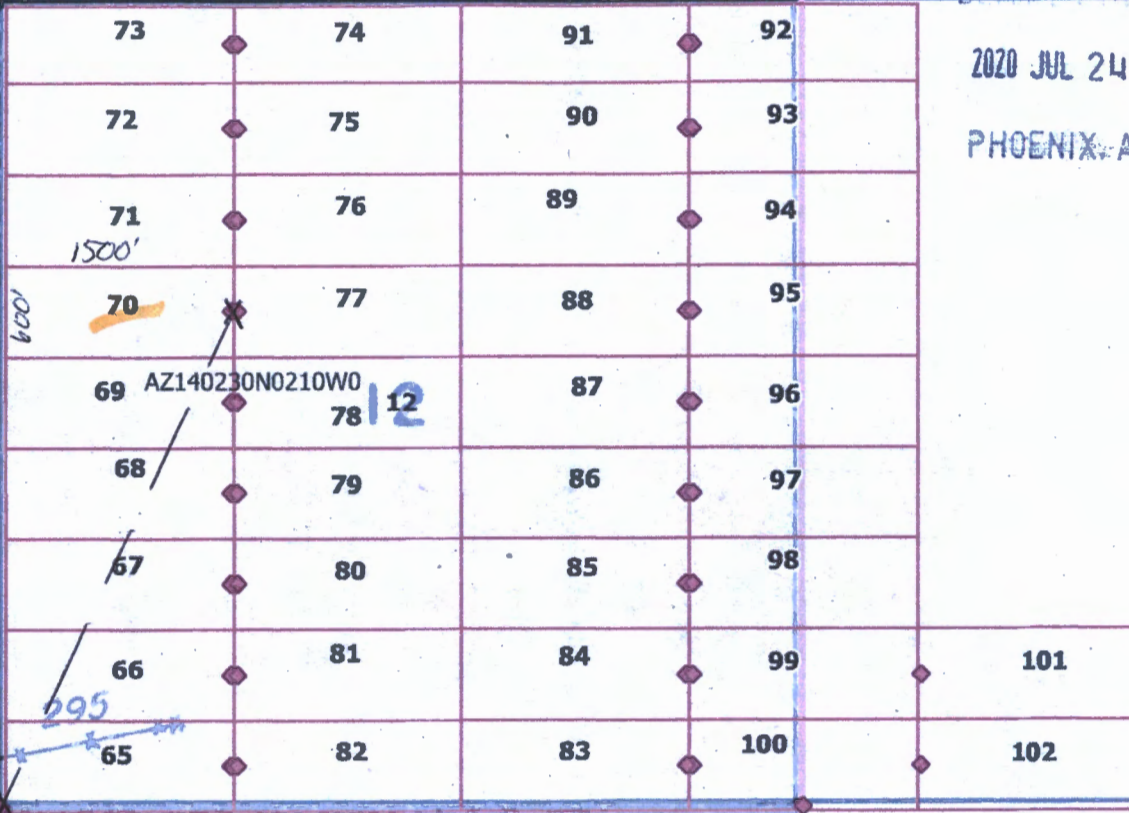 73 74 91 92
2020 JUL 24
72 75 90 93
PHOENIX, A
71 76 89 94
1500'
600'
70 77 88 95
69 AZ140230N0210W0 87 96
78 12 12
68 79 86 97
67 80 85 98
66 81 84 99 101
295
65 82 83 100 102